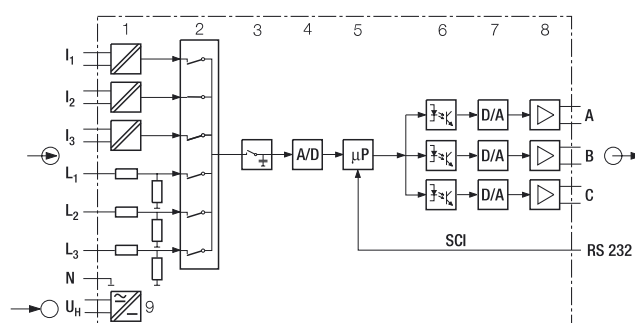 1 2 3 4 5 6 7 8
I₁
I₂
I₃
A/D μP
D/A A
D/A B
D/A C
L₁
L₂
L₃
SCI RS 232
N
U_H 9